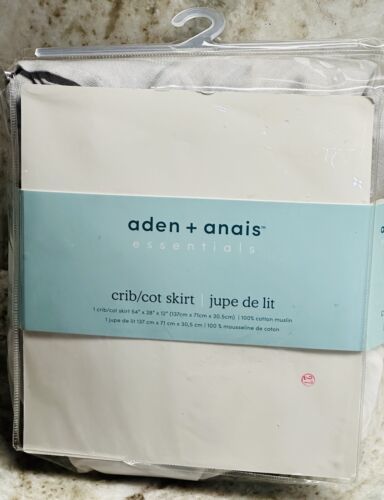 aden + anais™
essentials
crib/cot skirt | jupe de lit
1 crib/cot skirt 54" x 28" x 12" (137cm x 71cm x 30.5cm) | 100% cotton muslin
1 jupe de lit 137 cm x 71 cm x 30,5 cm | 100 % mousseline de coton